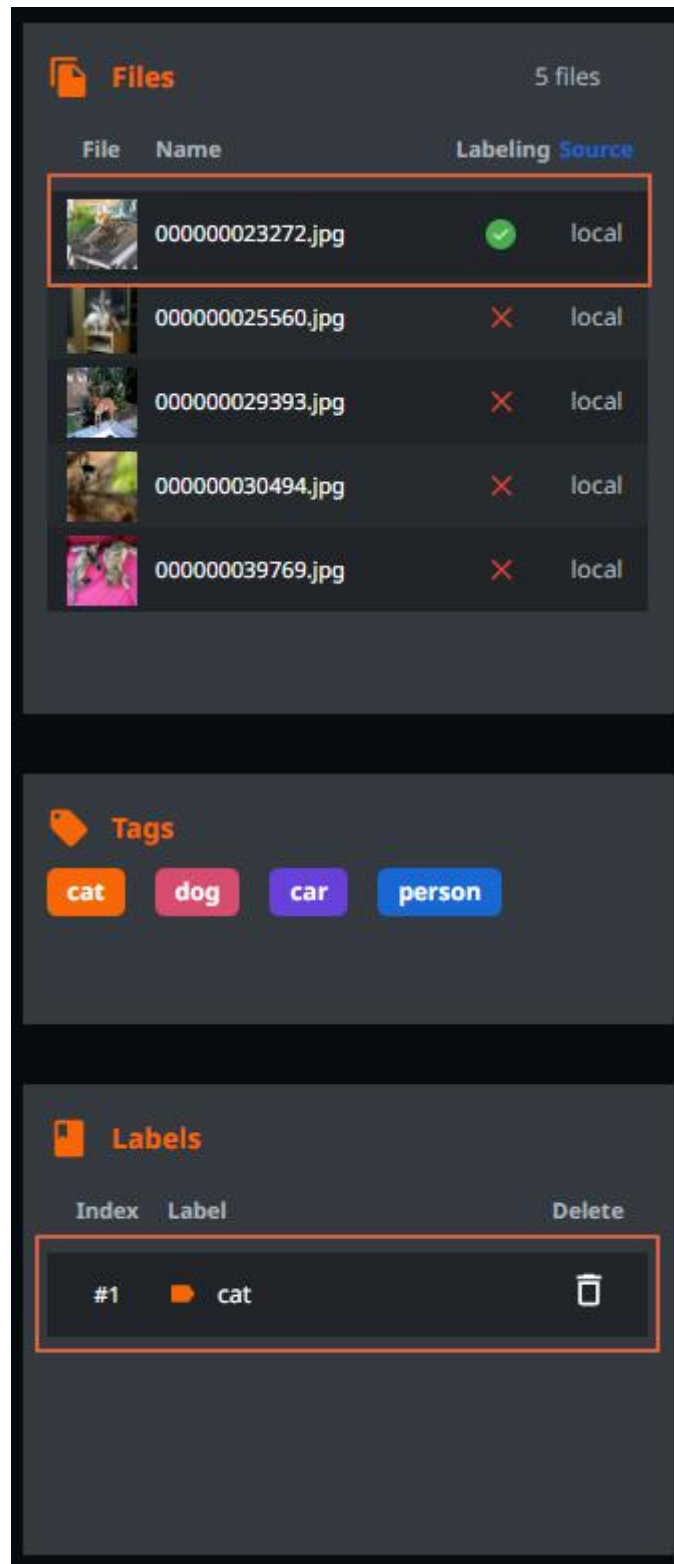 Files 5 files
File Name Labeling Source
000000023272.jpg local
000000025560.jpg local
000000029393.jpg local
000000030494.jpg local
000000039769.jpg local
Tags
cat dog car person
Labels
Index Label Delete
#1 cat